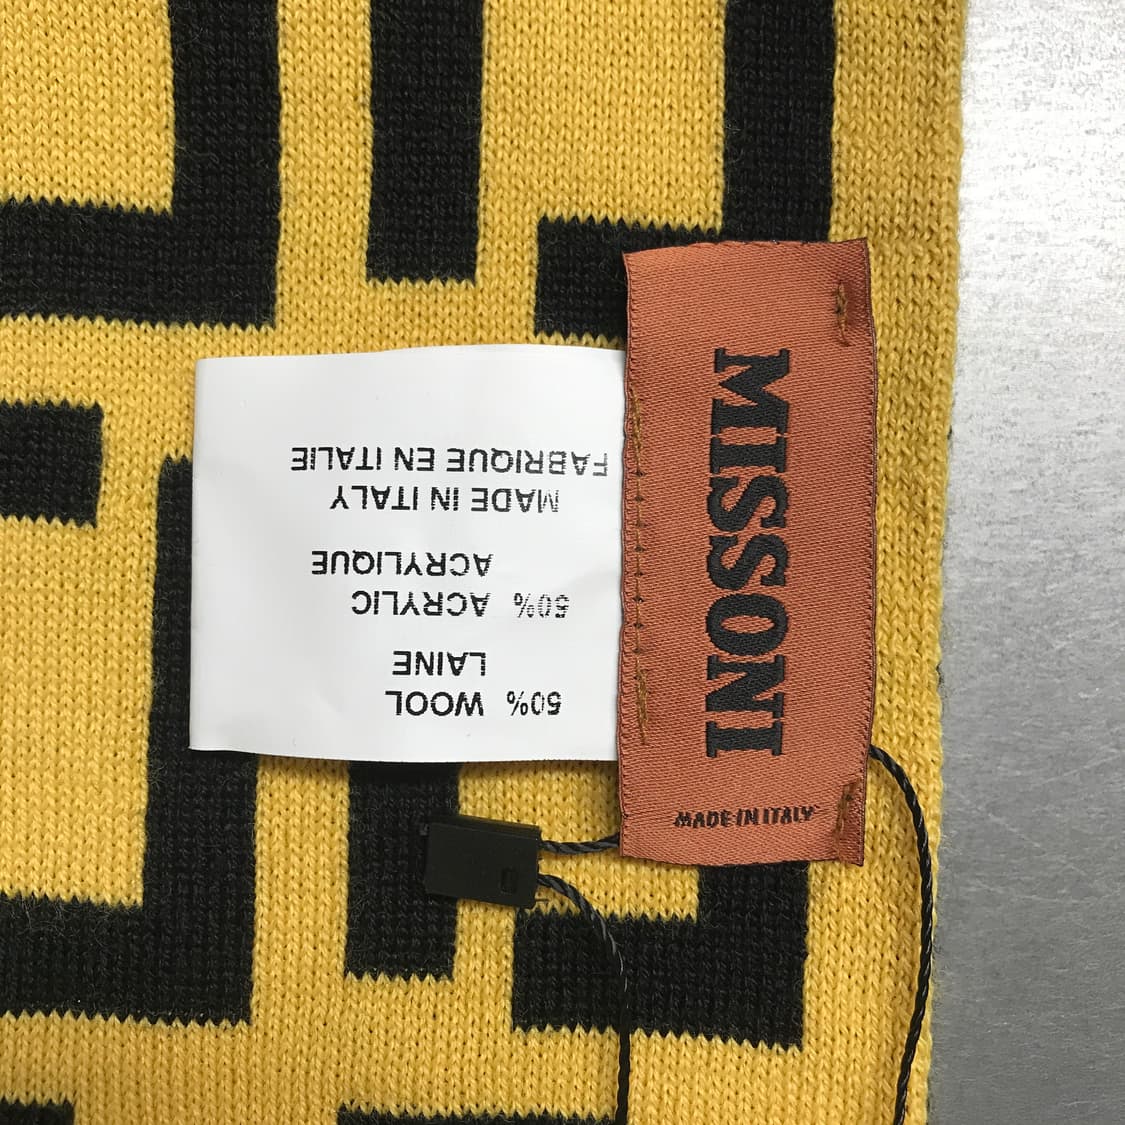 MISSONI
MADE IN ITALY
50% WOOL
LAINE
50% ACRYLIC
ACRYLIQUE
MADE IN ITALY
FABRIQUE EN ITALIE